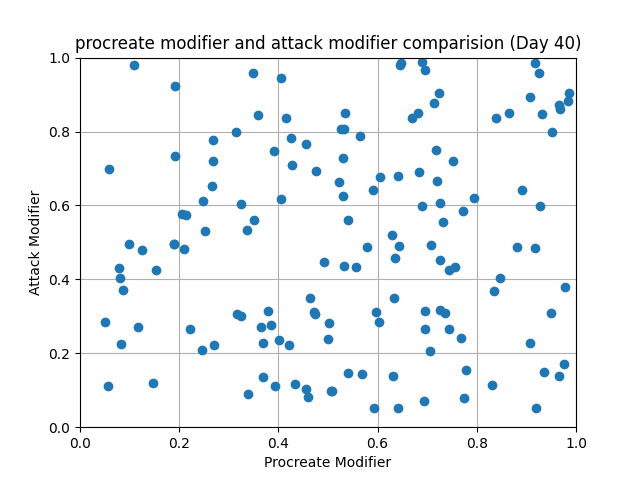 procreate modifier and attack modifier comparision (Day 40)
1.0
0.8
0.6
0.4
0.2
0.0
Attack Modifier
0.0 0.2 0.4 0.6 0.8 1.0
Procreate Modifier